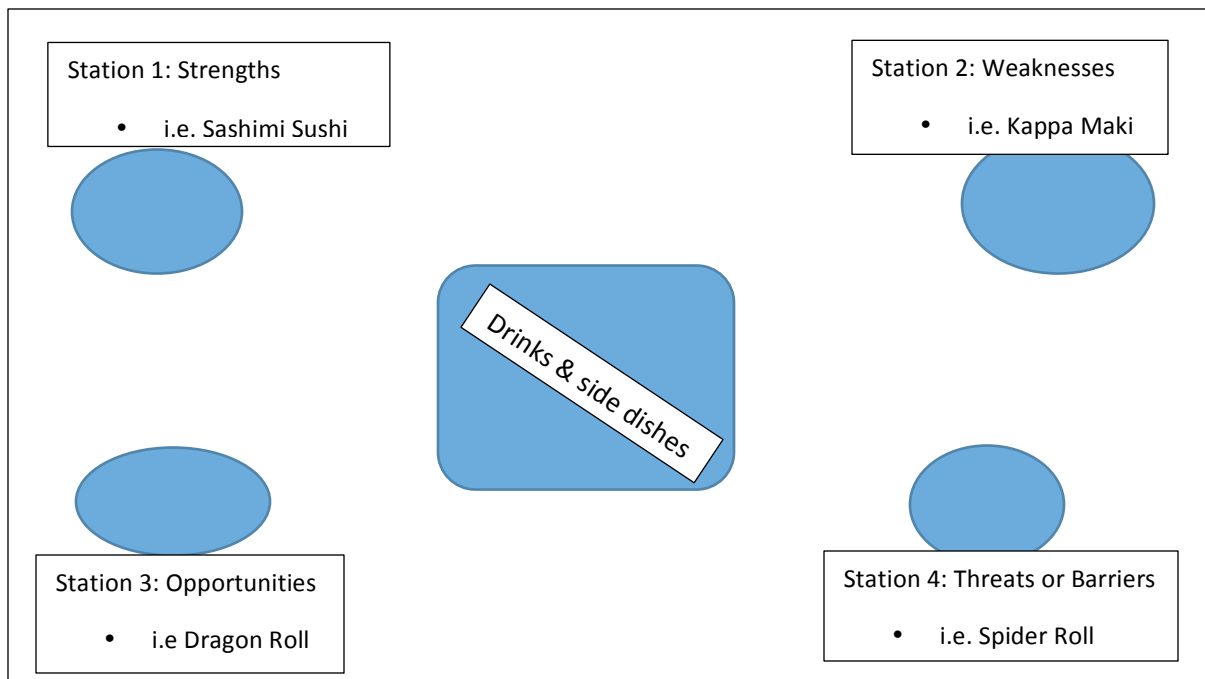 Station 1: Strengths
• i.e. Sashimi Sushi
Station 2: Weaknesses
• i.e. Kappa Maki
Drinks & side dishes
Station 3: Opportunities
• i.e Dragon Roll
Station 4: Threats or Barriers
• i.e. Spider Roll